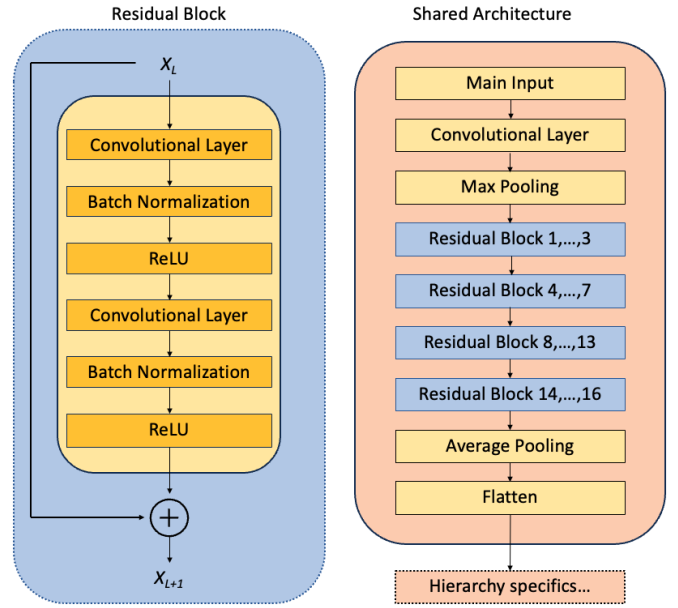 Residual Block
X_L
Convolutional Layer
Batch Normalization
ReLU
Convolutional Layer
Batch Normalization
ReLU
+
X_{L+1}
Shared Architecture
Main Input
Convolutional Layer
Max Pooling
Residual Block 1,...,3
Residual Block 4,...,7
Residual Block 8,...,13
Residual Block 14,...,16
Average Pooling
Flatten
Hierarchy specifics...